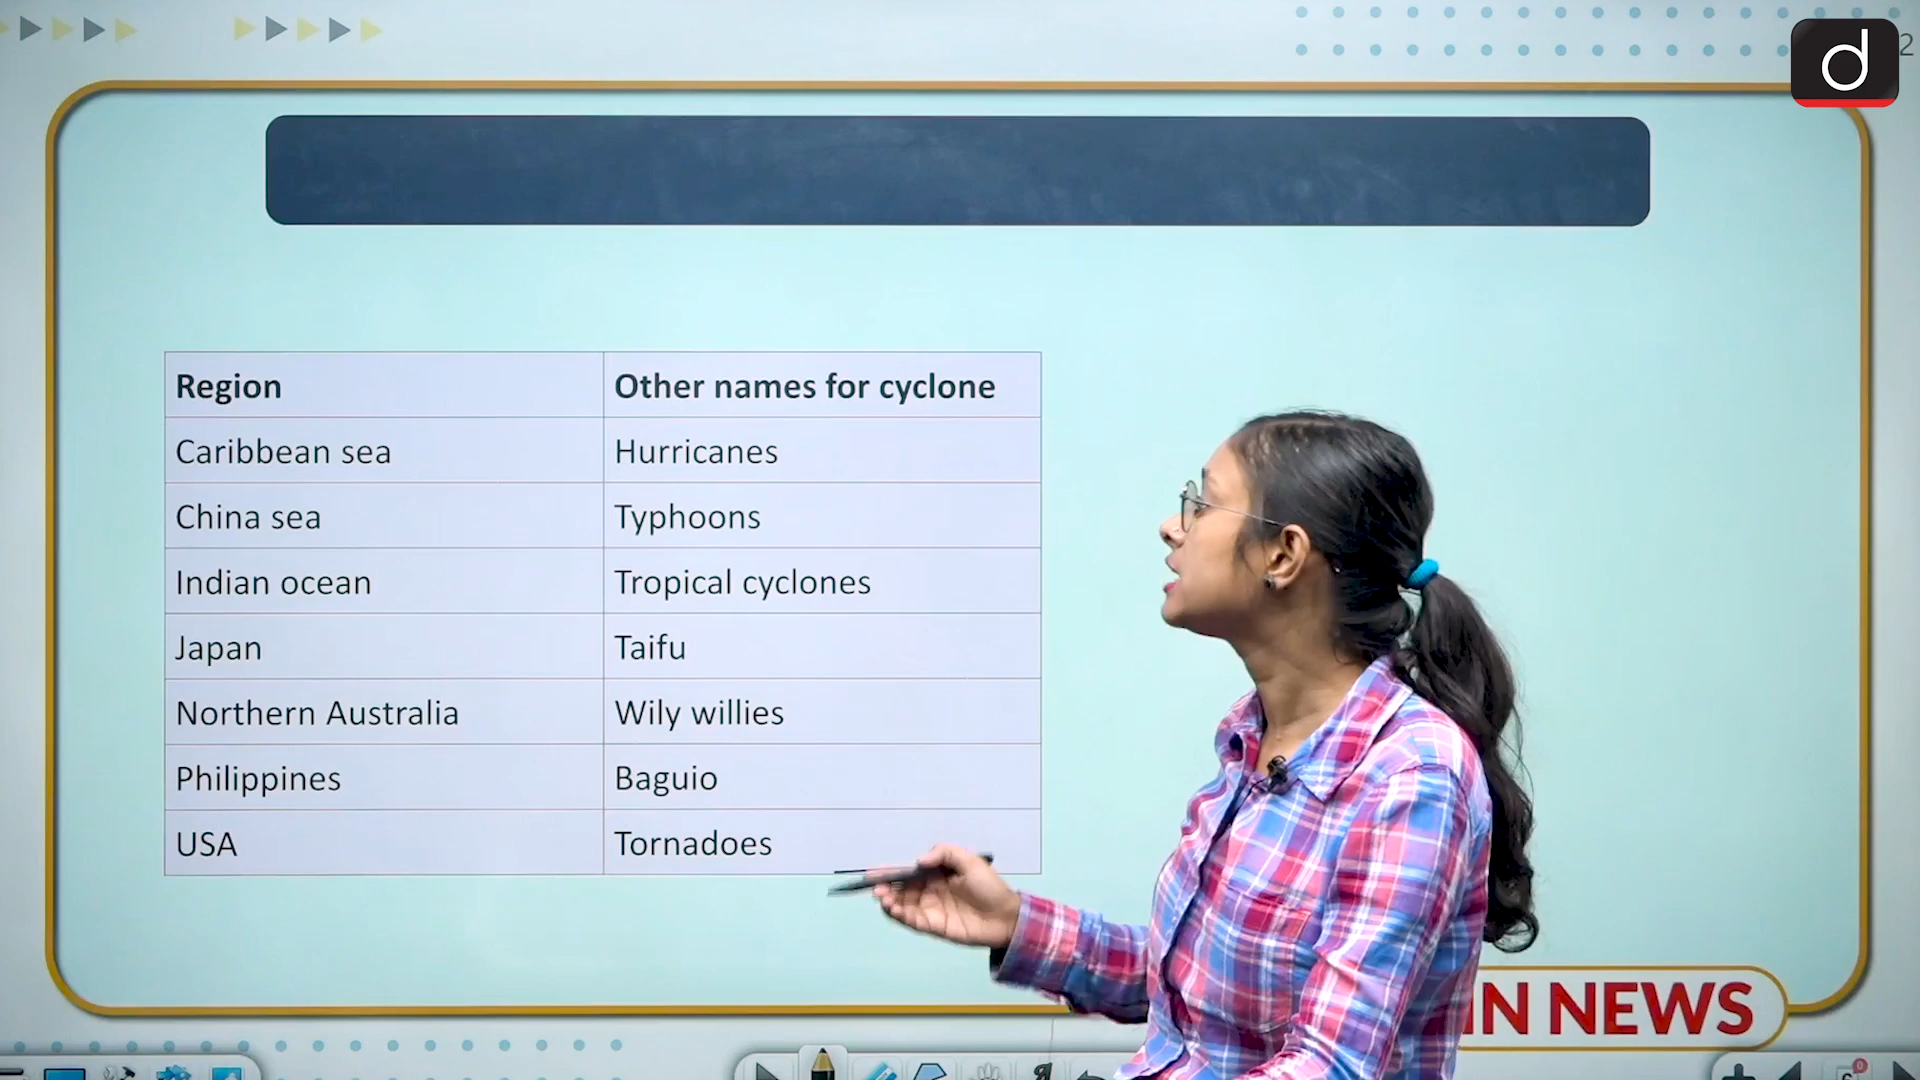 d
2
Region Other names for cyclone
Caribbean sea Hurricanes
China sea Typhoons
Indian ocean Tropical cyclones
Japan Taifu
Northern Australia Wily willies
Philippines Baguio
USA Tornadoes
IN NEWS